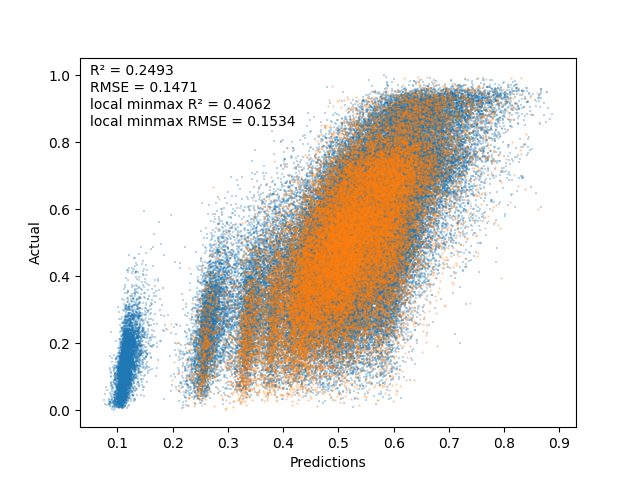 R² = 0.2493
RMSE = 0.1471
local minmax R² = 0.4062
local minmax RMSE = 0.1534
1.0
0.8
0.6
0.4
0.2
0.0
Actual
0.1 0.2 0.3 0.4 0.5 0.6 0.7 0.8 0.9
Predictions